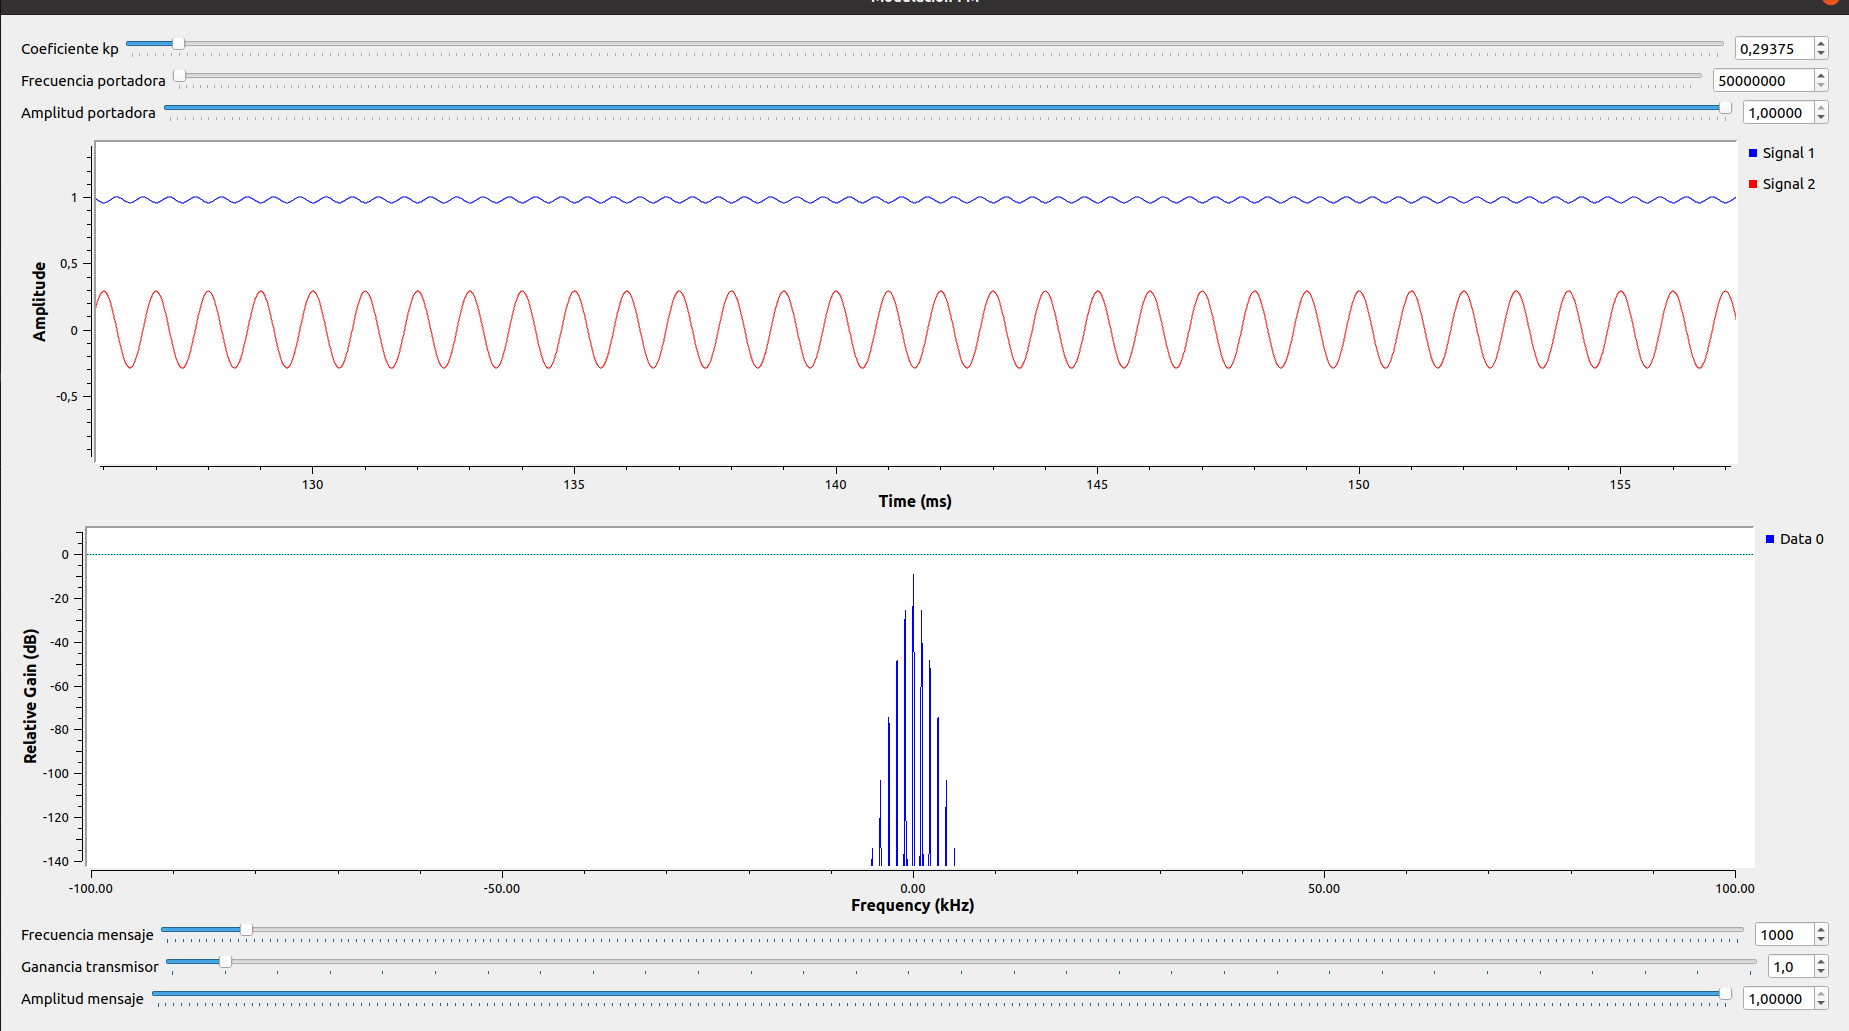 Coeficiente kp 0,29375
Frecuencia portadora 50000000
Amplitud portadora 1,00000
Signal 1
Signal 2
Amplitude
1
0,5
0
-0,5
130 135 140 145 150 155
Time (ms)
Data 0
Relative Gain (dB)
0
-20
-40
-60
-80
-100
-120
-140
-100.00 -50.00 0.00 50.00 100.00
Frequency (kHz)
Frecuencia mensaje 1000
Ganancia transmisor 1,0
Amplitud mensaje 1,00000